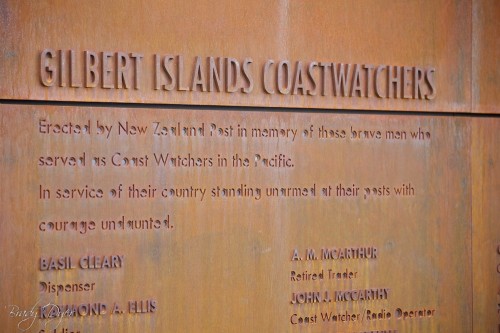 GILBERT ISLANDS COASTWATCHERS
Erected by New Zealand Post in memory of those brave men who
served as Coast Watchers in the Pacific.
In service of their country standing unarmed at their posts with
courage undaunted.
BASIL CLEARY
Dispenser
RAYMOND A. ELLIS
Soldier
A. M. MCARTHUR
Retired Trader
JOHN J. MCCARTHY
Coast Watcher/Radio Operator
Brady